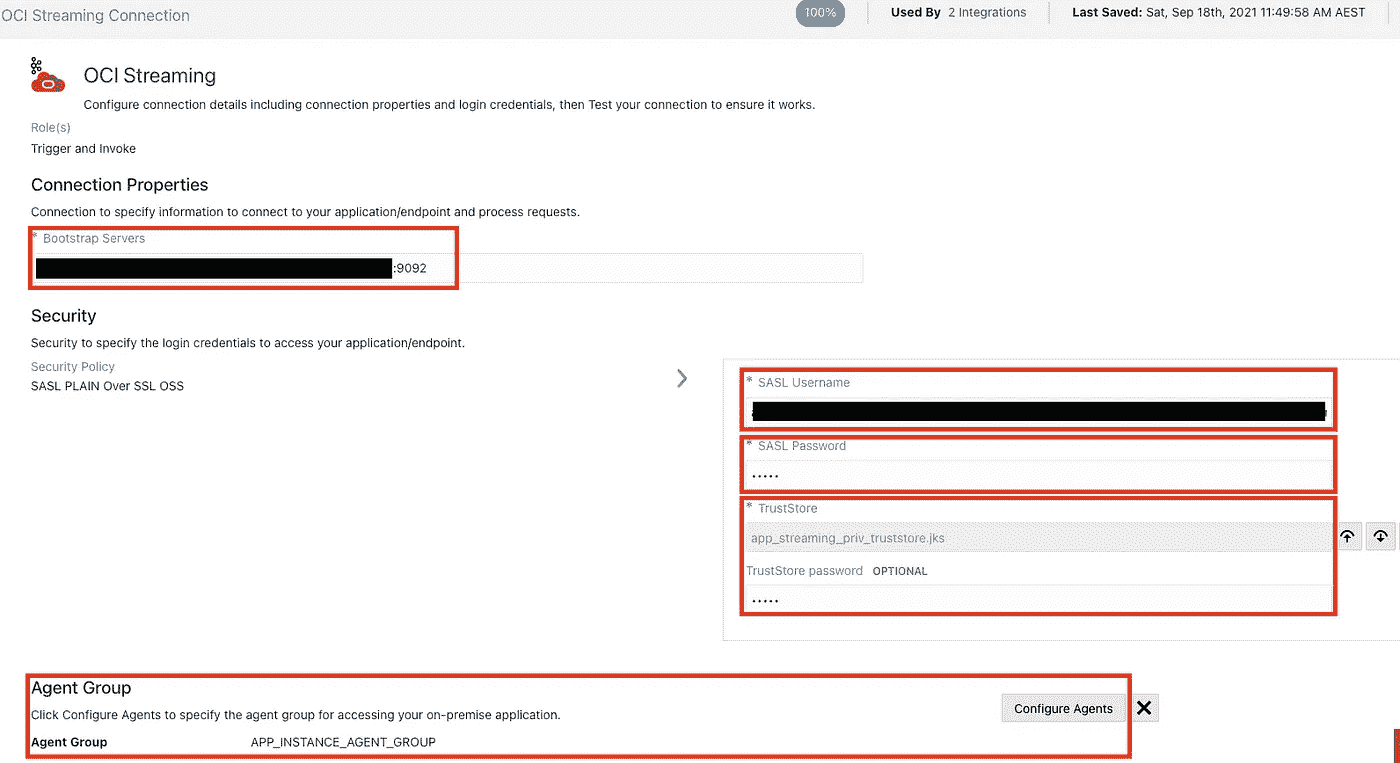 OCI Streaming Connection
100%
Used By 2 Integrations
Last Saved: Sat, Sep 18th, 2021 11:49:58 AM AEST
OCI Streaming
Configure connection details including connection properties and login credentials, then Test your connection to ensure it works.
Role(s)
Trigger and Invoke
Connection Properties
Connection to specify information to connect to your application/endpoint and process requests.
* Bootstrap Servers
:9092
Security
Security to specify the login credentials to access your application/endpoint.
Security Policy
SASL PLAIN Over SSL OSS
* SASL Username
* SASL Password
•••••
* TrustStore
app_streaming_priv_truststore.jks
TrustStore password OPTIONAL
•••••
Agent Group
Click Configure Agents to specify the agent group for accessing your on-premise application.
Configure Agents
Agent Group APP_INSTANCE_AGENT_GROUP